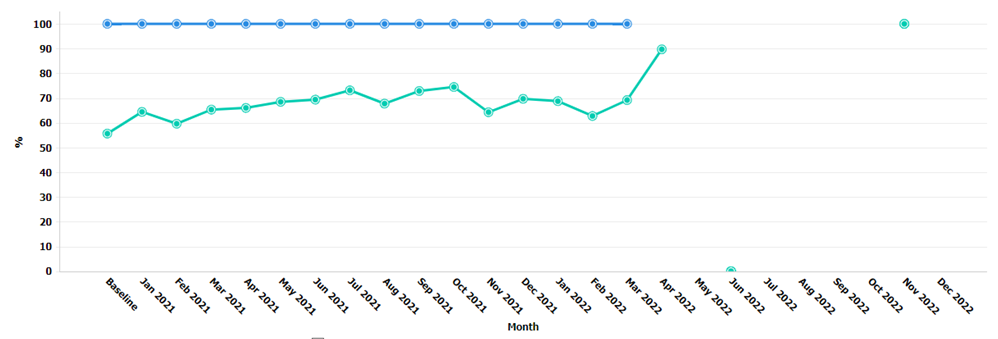 100
90
80
70
60
50
40
30
20
10
0
%
Baseline
Jan 2021
Feb 2021
Mar 2021
Apr 2021
May 2021
Jun 2021
Jul 2021
Aug 2021
Sep 2021
Oct 2021
Nov 2021
Dec 2021
Jan 2022
Feb 2022
Mar 2022
Apr 2022
May 2022
Jun 2022
Jul 2022
Aug 2022
Sep 2022
Oct 2022
Nov 2022
Dec 2022
Month